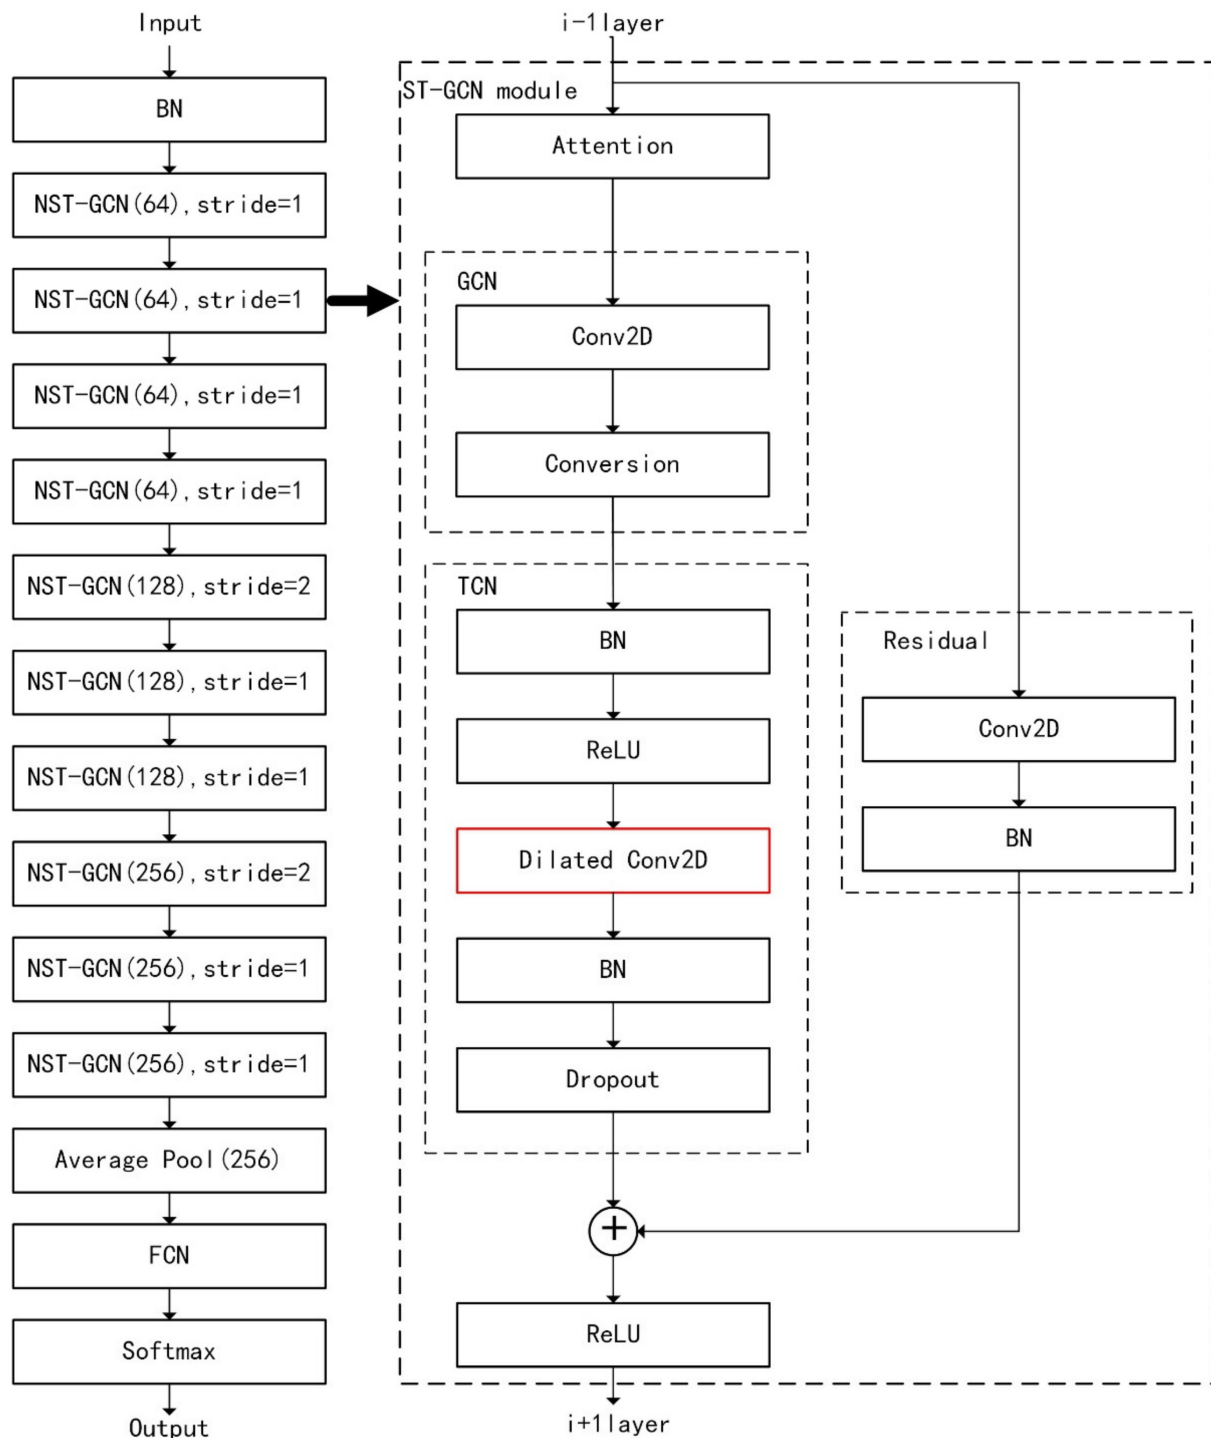 Input
BN
NST-GCN(64), stride=1
NST-GCN(64), stride=1
NST-GCN(64), stride=1
NST-GCN(64), stride=1
NST-GCN(128), stride=2
NST-GCN(128), stride=1
NST-GCN(128), stride=1
NST-GCN(256), stride=2
NST-GCN(256), stride=1
NST-GCN(256), stride=1
Average Pool(256)
FCN
Softmax
Output
i-1layer
ST-GCN module
Attention
GCN
Conv2D
Conversion
TCN
BN
ReLU
Dilated Conv2D
BN
Dropout
Residual
Conv2D
BN
+
ReLU
i+1layer